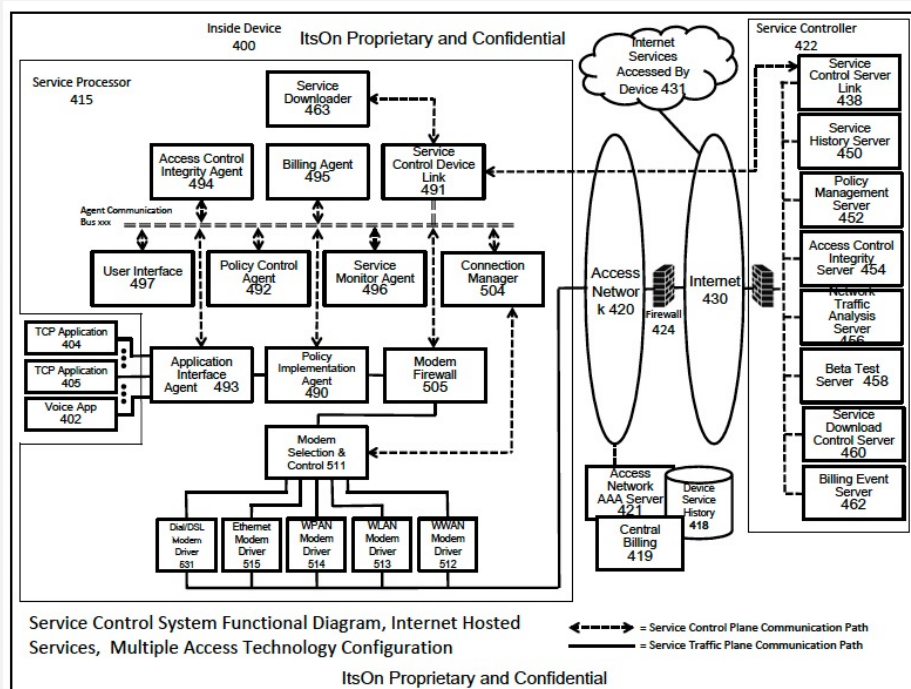 Inside Device
400
ItsOn Proprietary and Confidential
Service Controller
422
Service Processor
415
Service
Downloader
463
Internet
Services
Accessed By
Device 431
Service
Control Server
Link
438
Access Control
Integrity Agent
494
Billing Agent
495
Service
Control Device
Link
491
Service
History Server
450
Agent Communication
Bus xxx
Policy
Management
Server
452
User Interface
497
Policy Control
Agent
492
Service
Monitor Agent
496
Connection
Manager
504
Access
Networ
k 420
Firewall
424
Internet
430
Access Control
Integrity
Server 454
Network
Traffic
Analysis
Server
456
TCP Application
404
TCP Application
405
Voice App
402
Application
Interface
Agent 493
Policy
Implementation
Agent
490
Modem
Firewall
505
Beta Test
Server 458
Modem
Selection &
Control 511
Service
Download
Control Server
460
Access
Network
AAA Server
421
Device
Service
History
418
Central
Billing
419
Billing Event
Server
462
Dial/DSL
Modem
Driver
531
Ethernet
Modem
Driver
515
WPAN
Modem
Driver
514
WLAN
Modem
Driver
513
WWAN
Modem
Driver
512
Service Control System Functional Diagram, Internet Hosted
Services, Multiple Access Technology Configuration
= Service Control Plane Communication Path
= Service Traffic Plane Communication Path
ItsOn Proprietary and Confidential